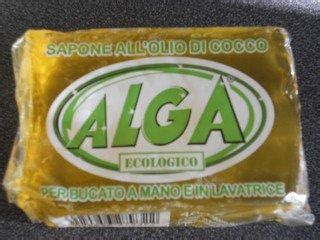 SAPONE ALL'OLIO DI COCCO
ALGA®
ECOLOGICO
PER BUCATO A MANO E IN LAVATRICE